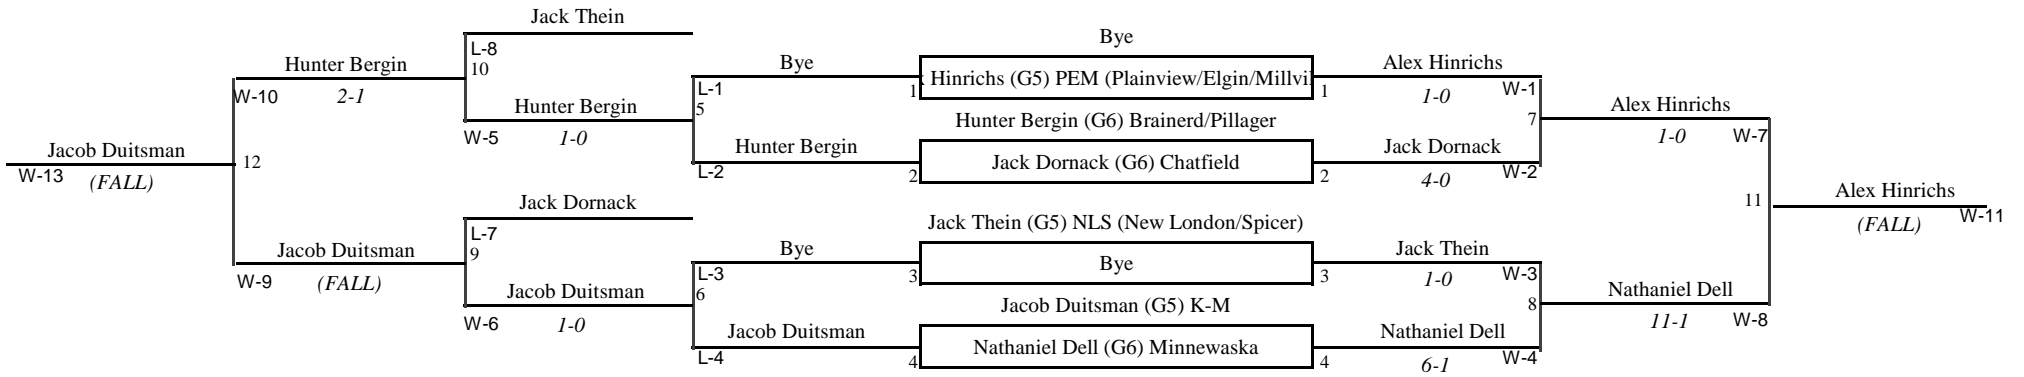 Jack Thein
L-8
10
Hunter Bergin
W-10
2-1
Bye
Bye
Hinrichs (G5) PEM (Plainview/Elgin/Millvi
1
1
Alex Hinrichs
1-0
W-1
L-1
5
Hunter Bergin
W-5
1-0
Hunter Bergin (G6) Brainerd/Pillager
7
Alex Hinrichs
1-0
W-7
Jacob Duitsman
W-13
(FALL)
12
Hunter Bergin
L-2
2
Jack Dornack (G6) Chatfield
2
Jack Dornack
4-0
W-2
Jack Dornack
L-7
9
Jacob Duitsman
W-9
(FALL)
Jack Thein (G5) NLS (New London/Spicer)
Bye
L-3
3
Bye
3
Jack Thein
1-0
W-3
11
Alex Hinrichs
(FALL)
W-11
Jacob Duitsman
W-6
1-0
6
Jacob Duitsman (G5) K-M
8
Nathaniel Dell
11-1
W-8
Jacob Duitsman
L-4
4
Nathaniel Dell (G6) Minnewaska
4
Nathaniel Dell
6-1
W-4